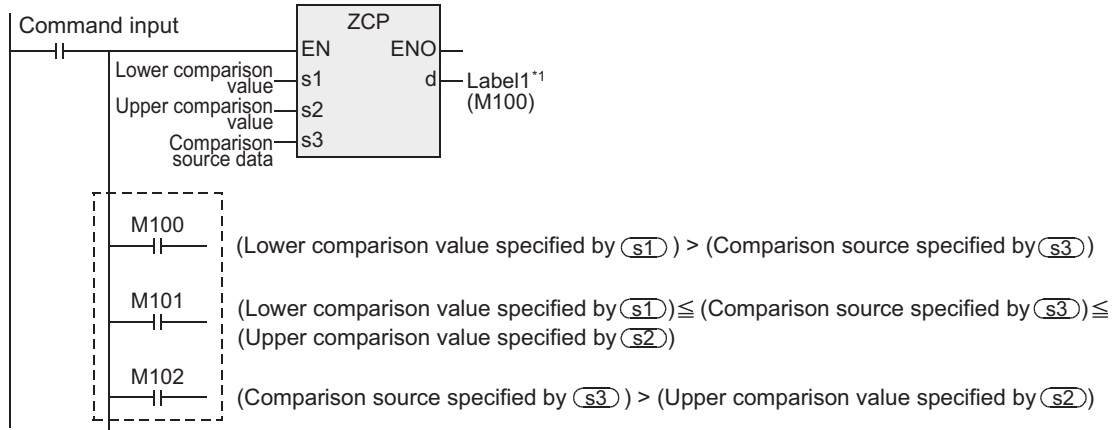 Command input
ZCP
EN ENO
Lower comparison value s1 d Label1*1
(M100)
Upper comparison value s2
Comparison source data s3
M100
(Lower comparison value specified by s1 ) > (Comparison source specified by s3 )
M101
(Lower comparison value specified by s1 )≦ (Comparison source specified by s3 )≦
(Upper comparison value specified by s2 )
M102
(Comparison source specified by s3 ) > (Upper comparison value specified by s2 )